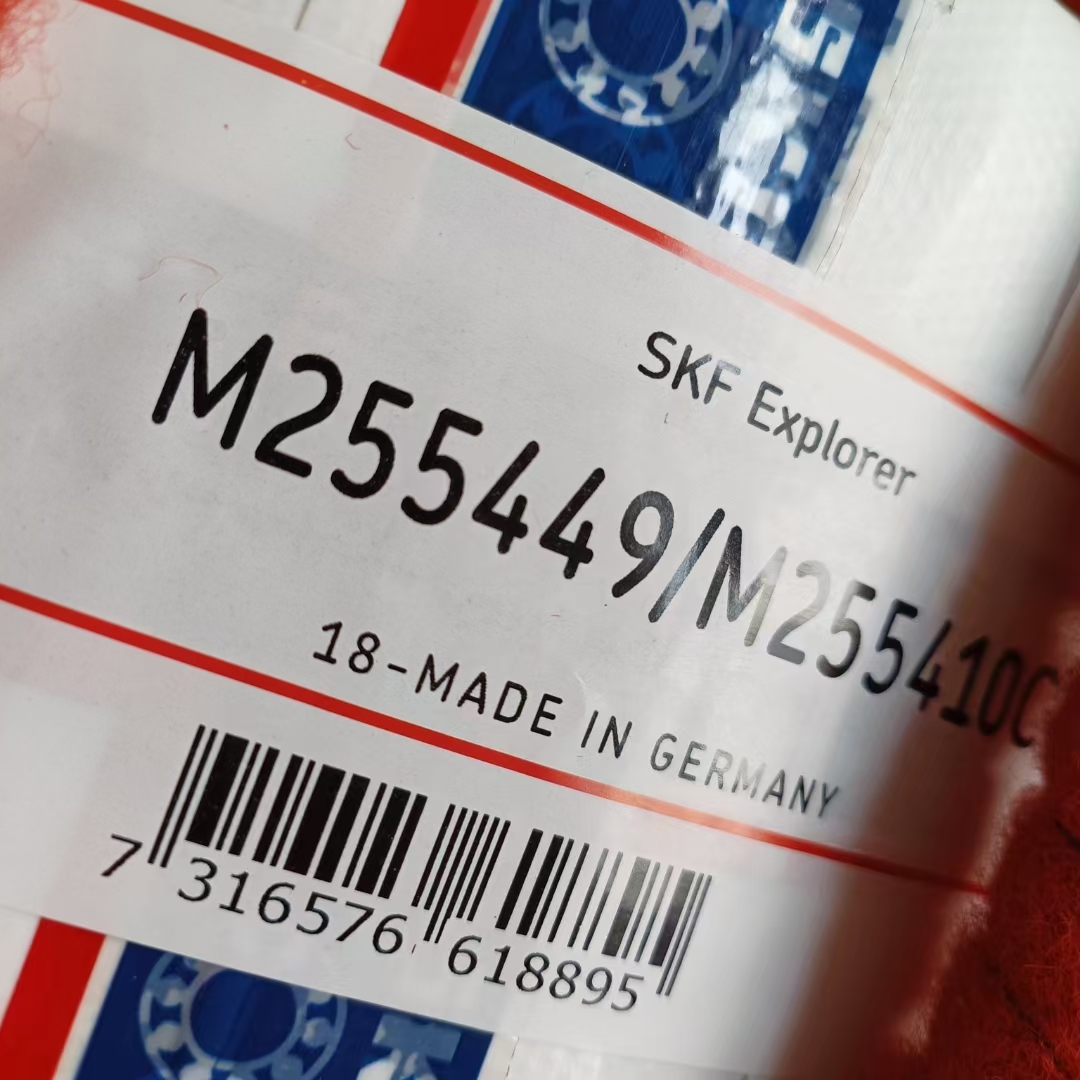 SKF Explorer
M255449/M255410C
18-MADE IN GERMANY
7 316576 618895